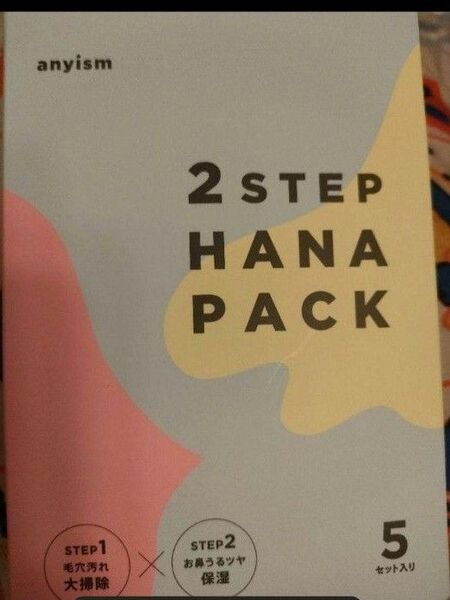 anyism
2 STEP
HANA
PACK
STEP1
毛穴汚れ
大掃除
×
STEP2
お鼻うるツヤ
保湿
5
セット入り